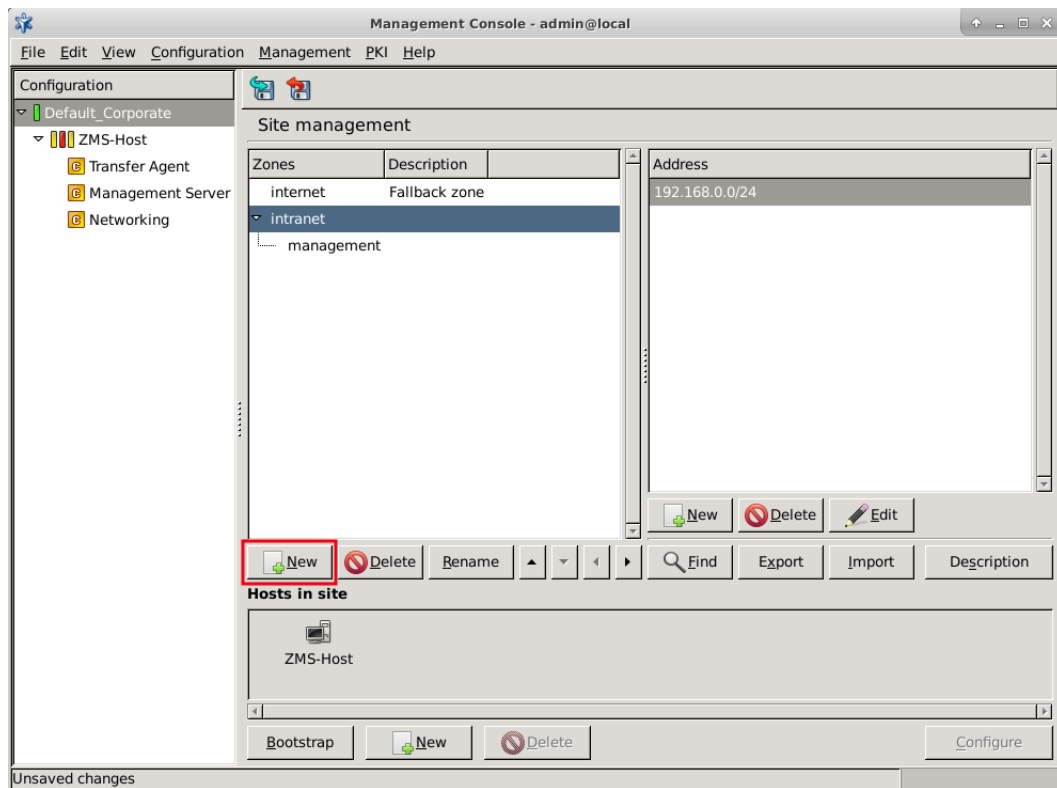 Management Console - admin@local
File Edit View Configuration Management PKI Help
Configuration
Default_Corporate
ZMS-Host
Transfer Agent
Management Server
Networking
Site management
Zones Description
internet Fallback zone
intranet
management
Address
192.168.0.0/24
New Delete Edit
New Delete Rename Find Export Import Description
Hosts in site
ZMS-Host
Bootstrap New Delete Configure
Unsaved changes